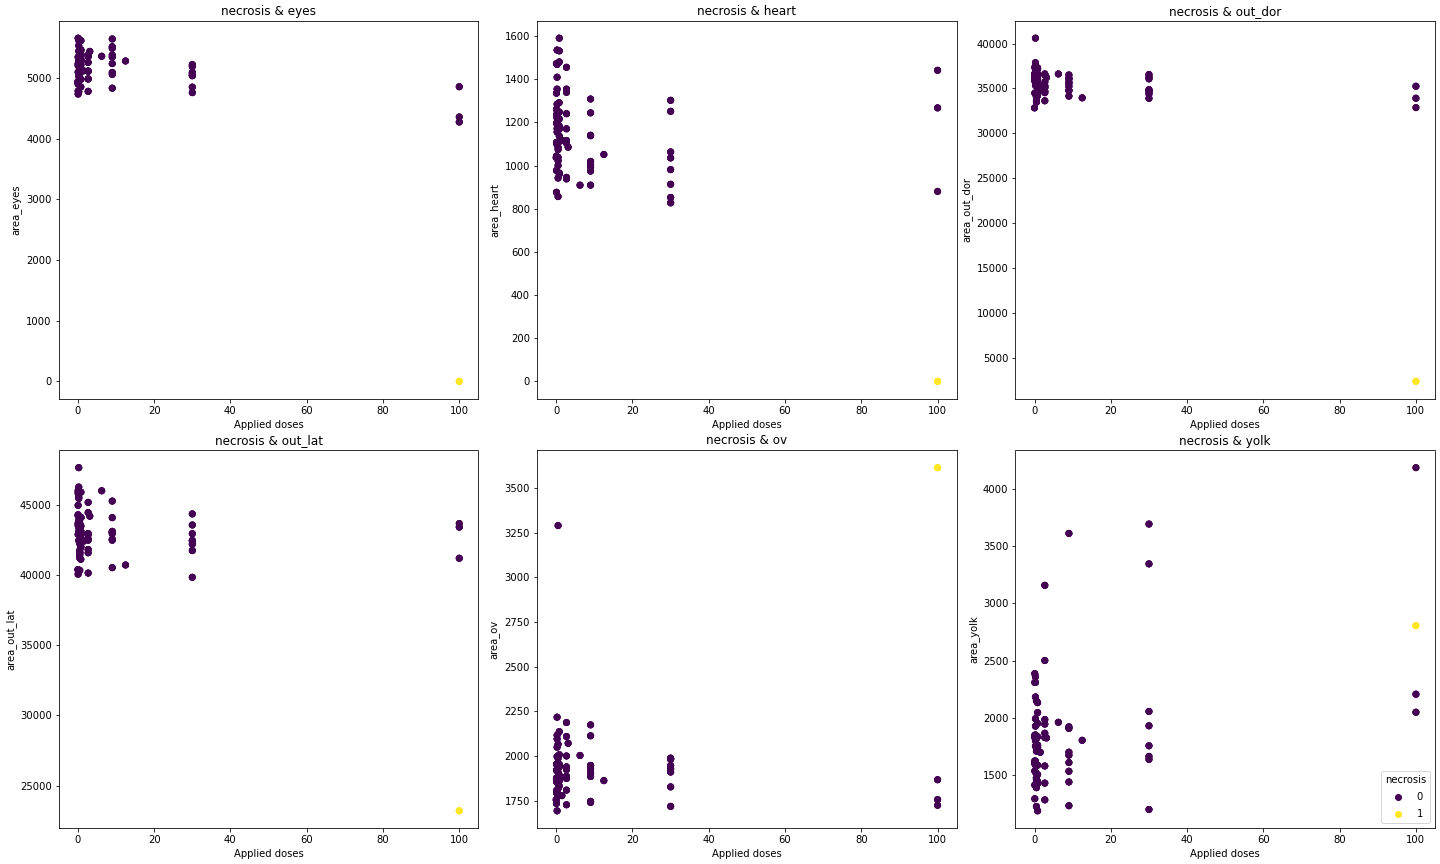 necrosis & eyes
area_eyes
5000
4000
3000
2000
1000
0
0 20 40 60 80 100
Applied doses
necrosis & heart
area_heart
1600
1400
1200
1000
800
600
400
200
0
0 20 40 60 80 100
Applied doses
necrosis & out_dor
area_out_dor
40000
35000
30000
25000
20000
15000
10000
5000
0 20 40 60 80 100
Applied doses
necrosis & out_lat
area_out_lat
45000
40000
35000
30000
25000
0 20 40 60 80 100
Applied doses
necrosis & ov
area_ov
3500
3250
3000
2750
2500
2250
2000
1750
0 20 40 60 80 100
Applied doses
necrosis & yolk
area_yolk
4000
3500
3000
2500
2000
1500
0 20 40 60 80 100
Applied doses
necrosis
0
1